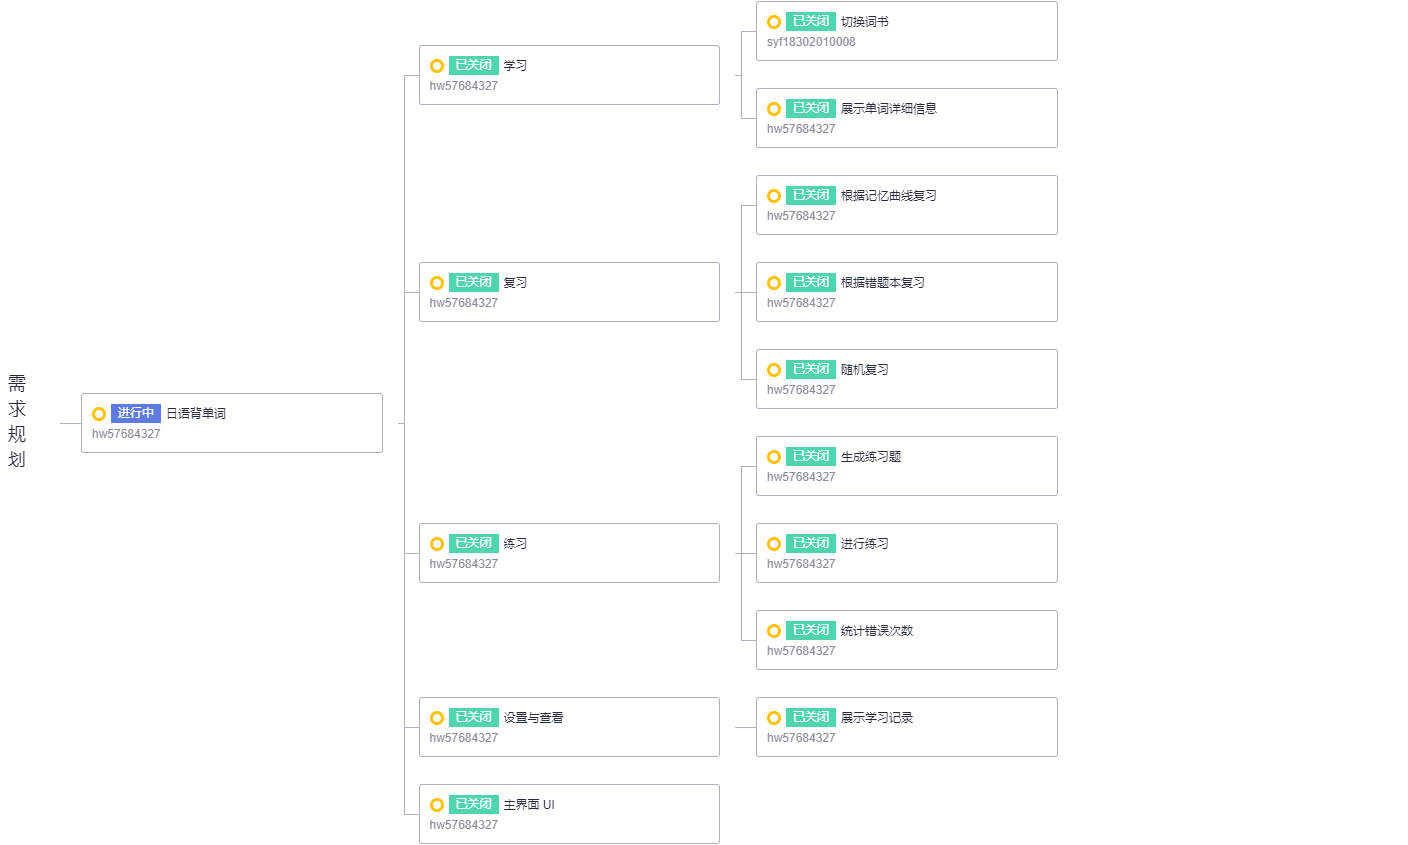 需
求
规
划
进行中 日语背单词
hw57684327
已关闭 学习
hw57684327
已关闭 切换词书
syf18302010008
已关闭 展示单词详细信息
hw57684327
已关闭 复习
hw57684327
已关闭 根据记忆曲线复习
hw57684327
已关闭 根据错题本复习
hw57684327
已关闭 随机复习
hw57684327
已关闭 练习
hw57684327
已关闭 生成练习题
hw57684327
已关闭 进行练习
hw57684327
已关闭 统计错误次数
hw57684327
已关闭 设置与查看
hw57684327
已关闭 展示学习记录
hw57684327
已关闭 主界面 UI
hw57684327